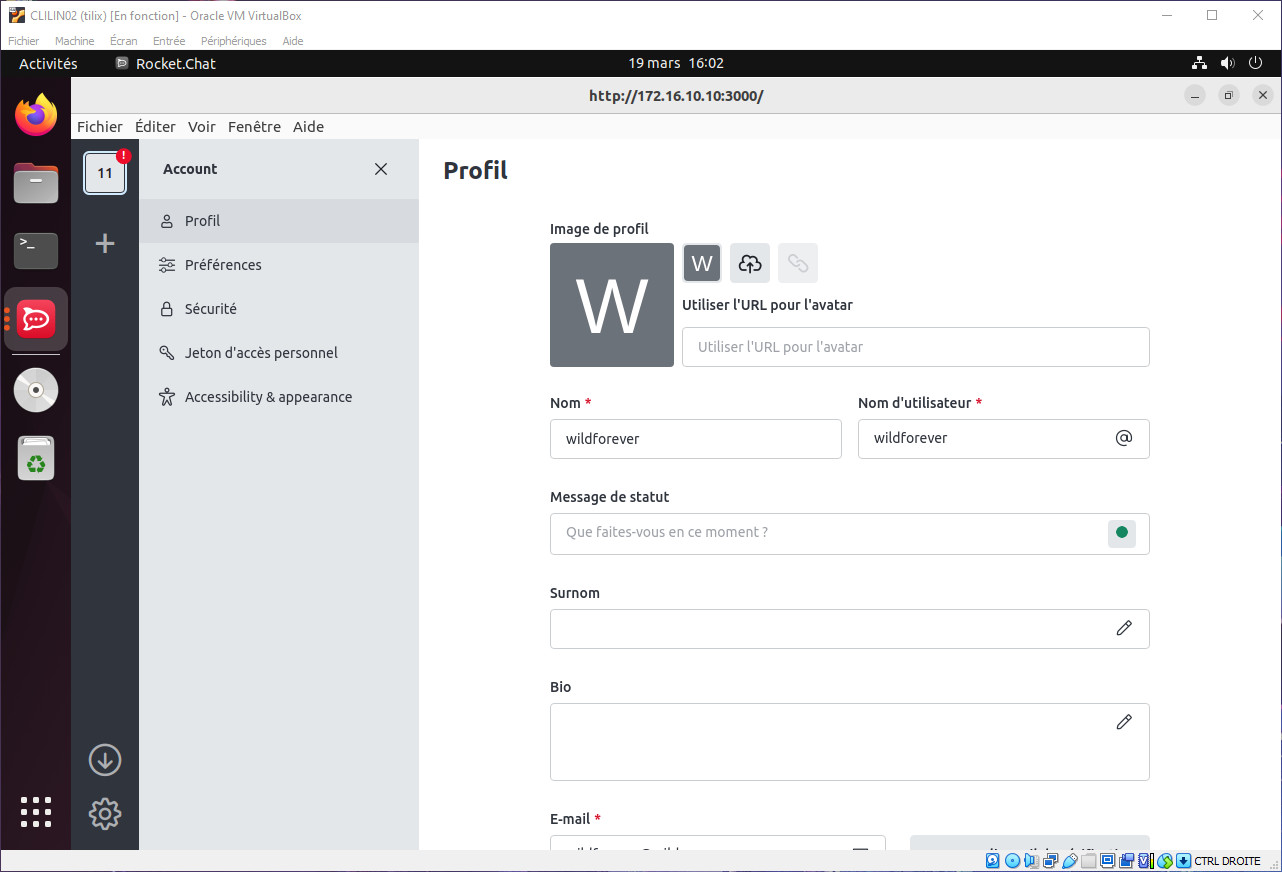 CLILIN02 (tilix) [En fonction] - Oracle VM VirtualBox
Fichier Machine Écran Entrée Périphériques Aide
Activités Rocket.Chat 19 mars 16:02
http://172.16.10.10:3000/
Fichier Éditer Voir Fenêtre Aide
11
!
Account
Profil
Préférences
Sécurité
Jeton d'accès personnel
Accessibility & appearance
Profil
Image de profil
W
W
Utiliser l'URL pour l'avatar
Utiliser l'URL pour l'avatar
Nom *
Nom d'utilisateur *
wildforever
wildforever
Message de statut
Que faites-vous en ce moment ?
Surnom
Bio
E-mail *
CTRL DROITE